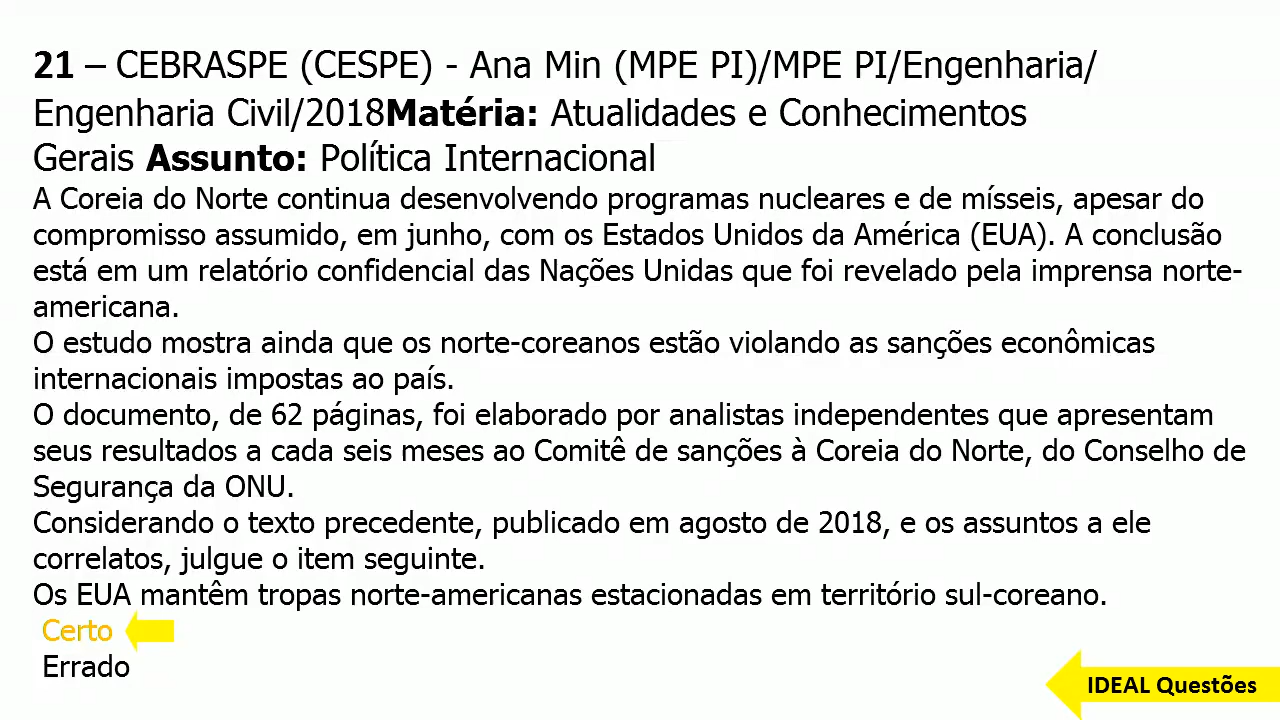 21 – CEBRASPE (CESPE) - Ana Min (MPE PI)/MPE PI/Engenharia/
Engenharia Civil/2018Matéria: Atualidades e Conhecimentos
Gerais Assunto: Política Internacional
A Coreia do Norte continua desenvolvendo programas nucleares e de mísseis, apesar do
compromisso assumido, em junho, com os Estados Unidos da América (EUA). A conclusão
está em um relatório confidencial das Nações Unidas que foi revelado pela imprensa norte-
americana.
O estudo mostra ainda que os norte-coreanos estão violando as sanções econômicas
internacionais impostas ao país.
O documento, de 62 páginas, foi elaborado por analistas independentes que apresentam
seus resultados a cada seis meses ao Comitê de sanções à Coreia do Norte, do Conselho de
Segurança da ONU.
Considerando o texto precedente, publicado em agosto de 2018, e os assuntos a ele
correlatos, julgue o item seguinte.
Os EUA mantêm tropas norte-americanas estacionadas em território sul-coreano.
Certo
Errado
IDEAL Questões